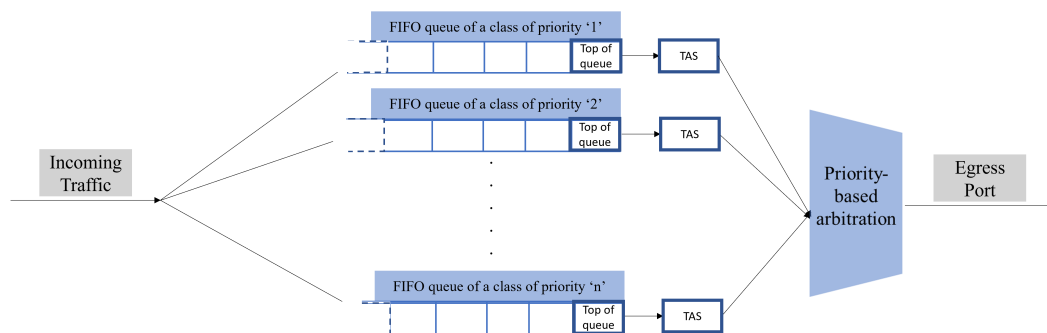 FIFO queue of a class of priority ‘1’
Top of
queue
TAS
FIFO queue of a class of priority ‘2’
Top of
queue
TAS
Incoming
Traffic
Priority-
based
arbitration
Egress
Port
FIFO queue of a class of priority ‘n’
Top of
queue
TAS